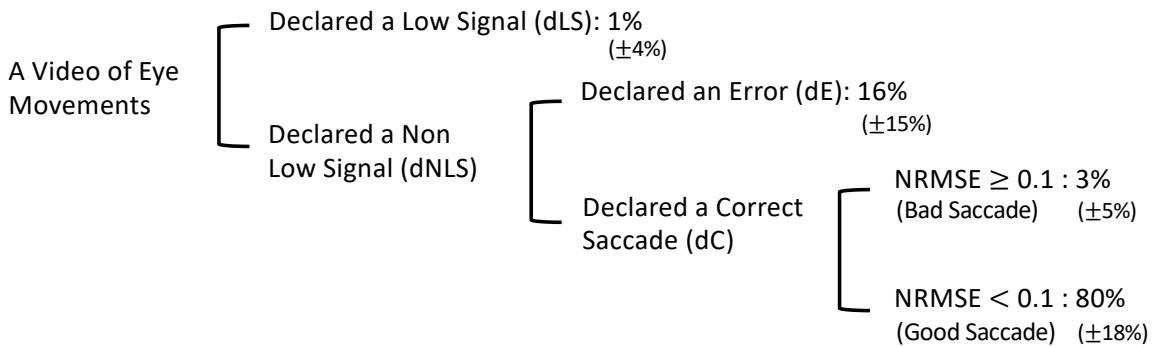 Declared a Low Signal (dLS): 1%
(±4%)
A Video of Eye
Movements
Declared an Error (dE): 16%
(±15%)
Declared a Non
Low Signal (dNLS)
NRMSE ≥ 0.1 : 3%
(Bad Saccade) (±5%)
Declared a Correct
Saccade (dC)
NRMSE < 0.1 : 80%
(Good Saccade) (±18%)